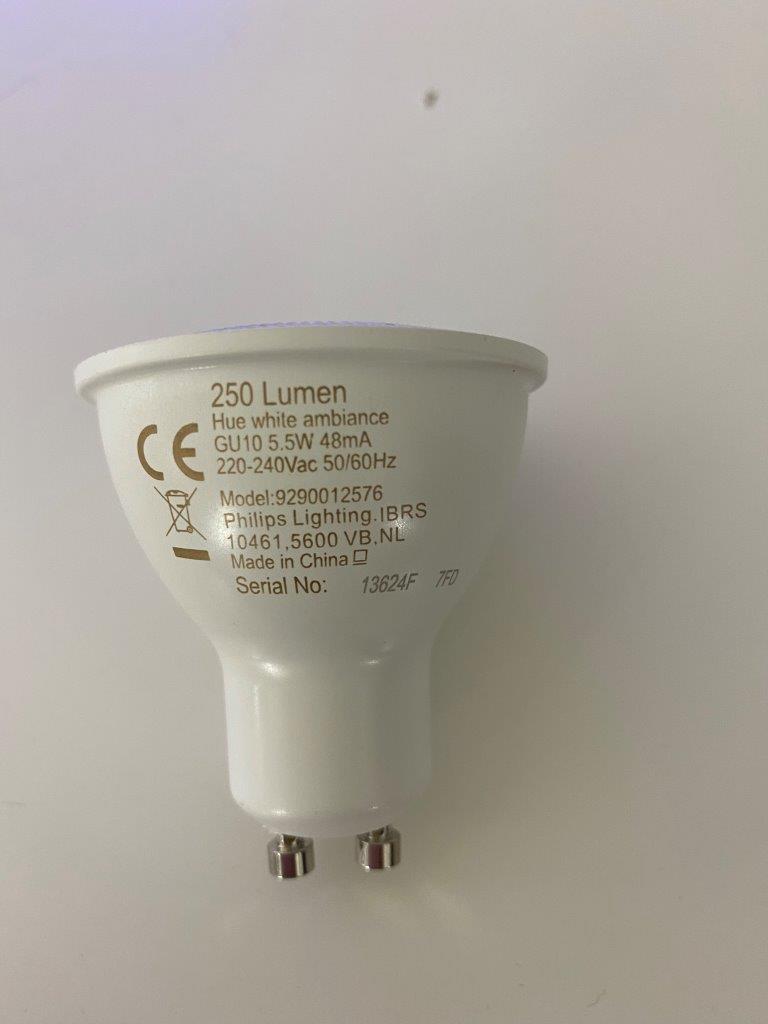 250 Lumen
Hue white ambiance
CE
GU10 5.5W 48mA
220-240Vac 50/60Hz
Model:9290012576
Philips Lighting.IBRS
10461,5600 VB,NL
Made in China
Serial No: 13624F 7FD